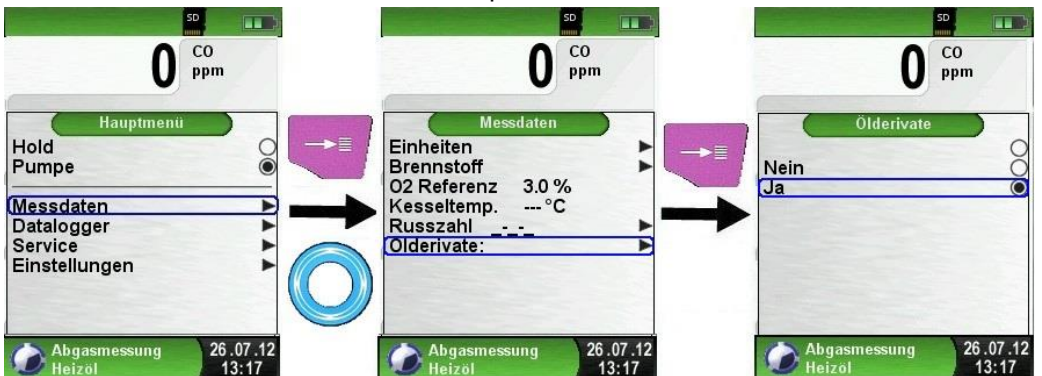 SD
0 CO
ppm
Hauptmenü
Hold
Pumpe
Messdaten
Datalogger
Service
Einstellungen
Abgasmessung 26.07.12
Heizöl 13:17
SD
0 CO
ppm
Messdaten
Einheiten
Brennstoff
O2 Referenz 3.0 %
Kesseltemp. --- °C
Russzahl _-_-_
Olderivate:
Abgasmessung 26.07.12
Heizöl 13:17
SD
0 CO
ppm
Ölderivate
Nein
Ja
Abgasmessung 26.07.12
Heizöl 13:17